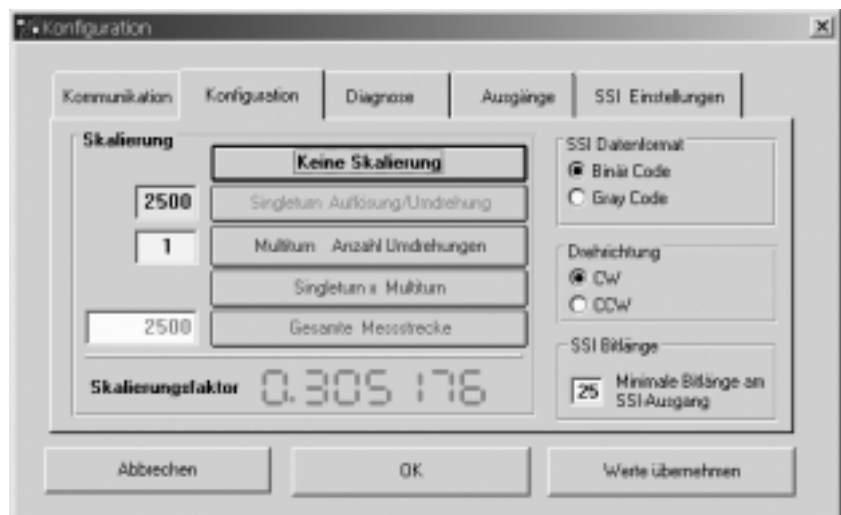 Konfiguration
Kommunikation Konfiguration Diagnose Ausgänge SSI Einstellungen
Skalierung
Keine Skalierung
2500 Singleturn Auflösung/Umdrehung
1 Multiturn Anzahl Umdrehungen
Singleturn x Multiturn
2500 Gesamte Messstrecke
Skalierungsfaktor 0.305176
SSI Datenformat
Binär Code
Gray Code
Drehrichtung
CW
CCW
SSI Bitlänge
25 Minimale Bitlänge am
SSI-Ausgang
Abbrechen OK Werte übernehmen